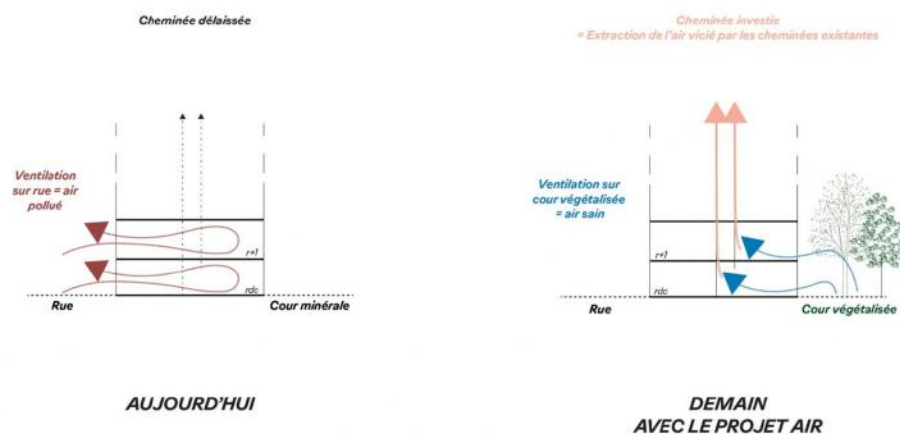 Cheminée délaissée
Ventilation
sur rue = air
pollué
r+1
rdc
Rue
Cour minérale
AUJOURD'HUI
Cheminée investie
= Extraction de l'air vicié par les cheminées existantes
Ventilation sur
cour végétalisée
= air sain
r+1
rdc
Rue
Cour végétalisée
DEMAIN
AVEC LE PROJET AIR